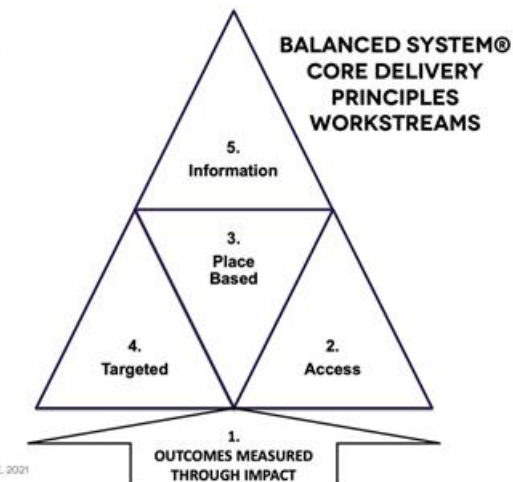 BALANCED SYSTEM®
CORE DELIVERY
PRINCIPLES
WORKSTREAMS
5.
Information
3.
Place
Based
4.
Targeted
2.
Access
1.
OUTCOMES MEASURED
THROUGH IMPACT
2021